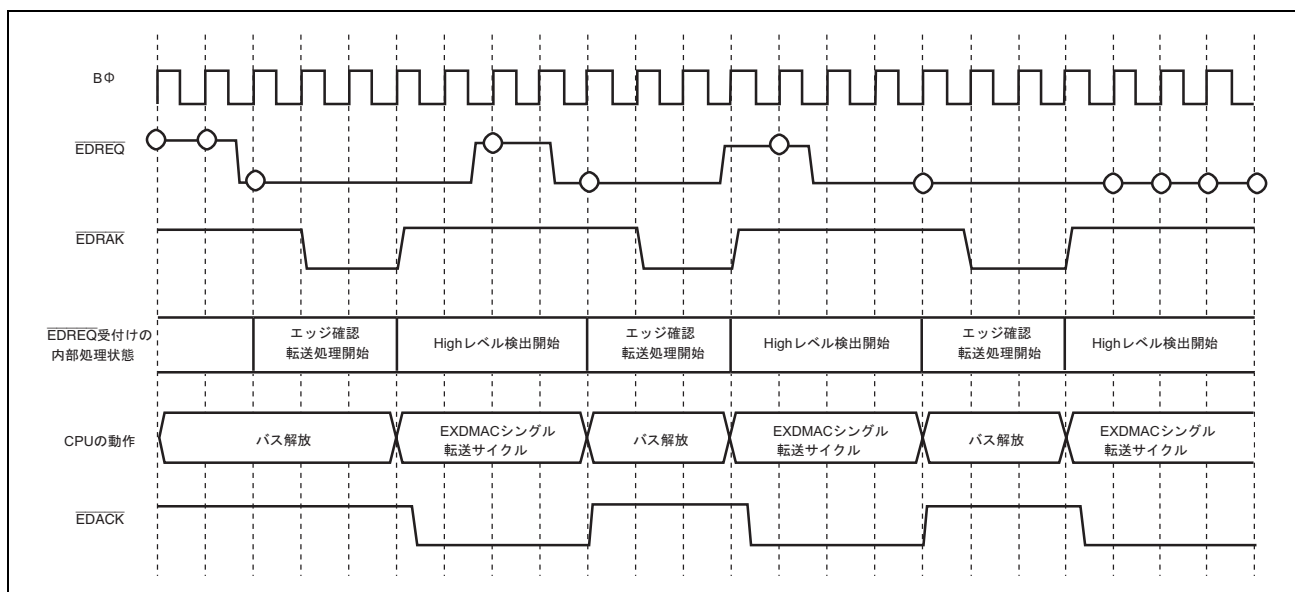 BΦ
EDREQ
EDRAK
EDREQ受付けの
内部処理状態
エッジ確認
転送処理開始
Highレベル検出開始
エッジ確認
転送処理開始
Highレベル検出開始
エッジ確認
転送処理開始
Highレベル検出開始
CPUの動作
バス解放
EXDMACシングル
転送サイクル
バス解放
EXDMACシングル
転送サイクル
バス解放
EXDMACシングル
転送サイクル
EDACK